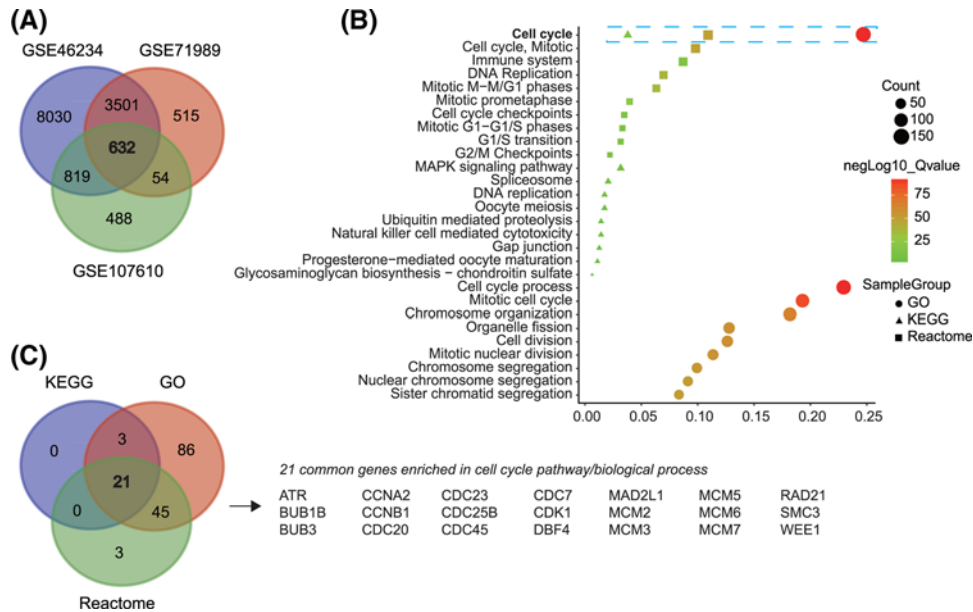 (A)
GSE46234
GSE71989
8030
3501
515
632
819
54
488
GSE107610
(B)
Cell cycle
Cell cycle, Mitotic
Immune system
DNA Replication
Mitotic M-M/G1 phases
Mitotic prometaphase
Cell cycle checkpoints
Mitotic G1-G1/S phases
G1/S transition
G2/M Checkpoints
MAPK signaling pathway
Spliceosome
DNA replication
Oocyte meiosis
Ubiquitin mediated proteolysis
Natural killer cell mediated cytotoxicity
Gap junction
Progesterone-mediated oocyte maturation
Glycosaminoglycan biosynthesis - chondroitin sulfate
Cell cycle process
Mitotic cell cycle
Chromosome organization
Organelle fission
Cell division
Mitotic nuclear division
Chromosome segregation
Nuclear chromosome segregation
Sister chromatid segregation
0.00 0.05 0.10 0.15 0.20 0.25
Count
50
100
150
negLog10_Qvalue
75
50
25
SampleGroup
GO
KEGG
Reactome
(C)
KEGG
GO
0
3
86
21
0
45
3
Reactome
21 common genes enriched in cell cycle pathway/biological process
ATR CCNA2 CDC23 CDC7 MAD2L1 MCM5 RAD21
BUB1B CCNB1 CDC25B CDK1 MCM2 MCM6 SMC3
BUB3 CDC20 CDC45 DBF4 MCM3 MCM7 WEE1